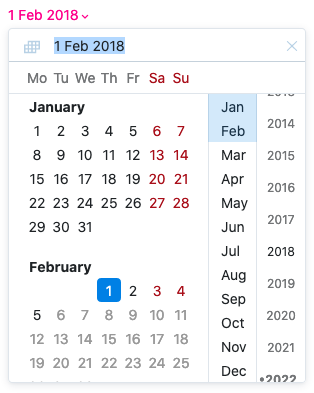 1 Feb 2018
1 Feb 2018
Mo Tu We Th Fr Sa Su
January
1 2 3 4 5 6 7
8 9 10 11 12 13 14
15 16 17 18 19 20 21
22 23 24 25 26 27 28
29 30 31
February
1 2 3 4
5 6 7 8 9 10 11
12 13 14 15 16 17 18
19 20 21 22 23 24 25
Jan
Feb
Mar
Apr
May
Jun
Jul
Aug
Sep
Oct
Nov
Dec
2014
2015
2016
2017
2018
2019
2020
2021
•2022